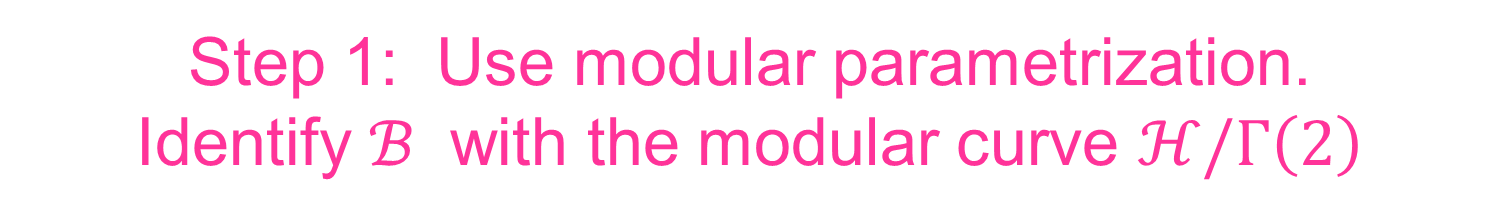 Step 1:  Use modular parametrization.
Identify ℬ  with the modular curve ℋ/Γ(2)